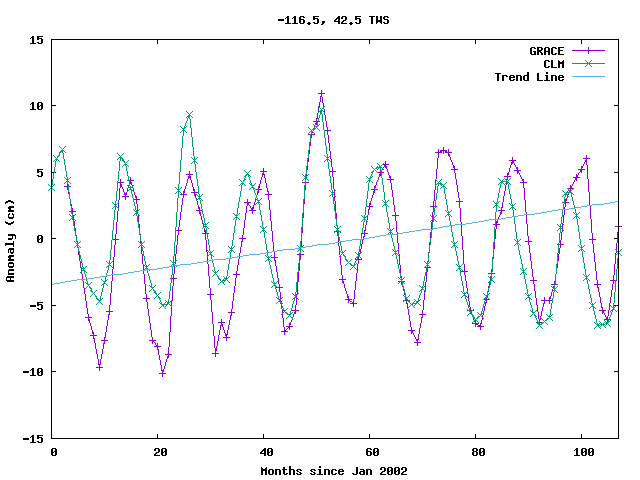 -116.5, 42.5 TWS
GRACE
CLM
Trend Line
15
10
5
0
-5
-10
-15
Anomaly (cm)
0 20 40 60 80 100
Months since Jan 2002